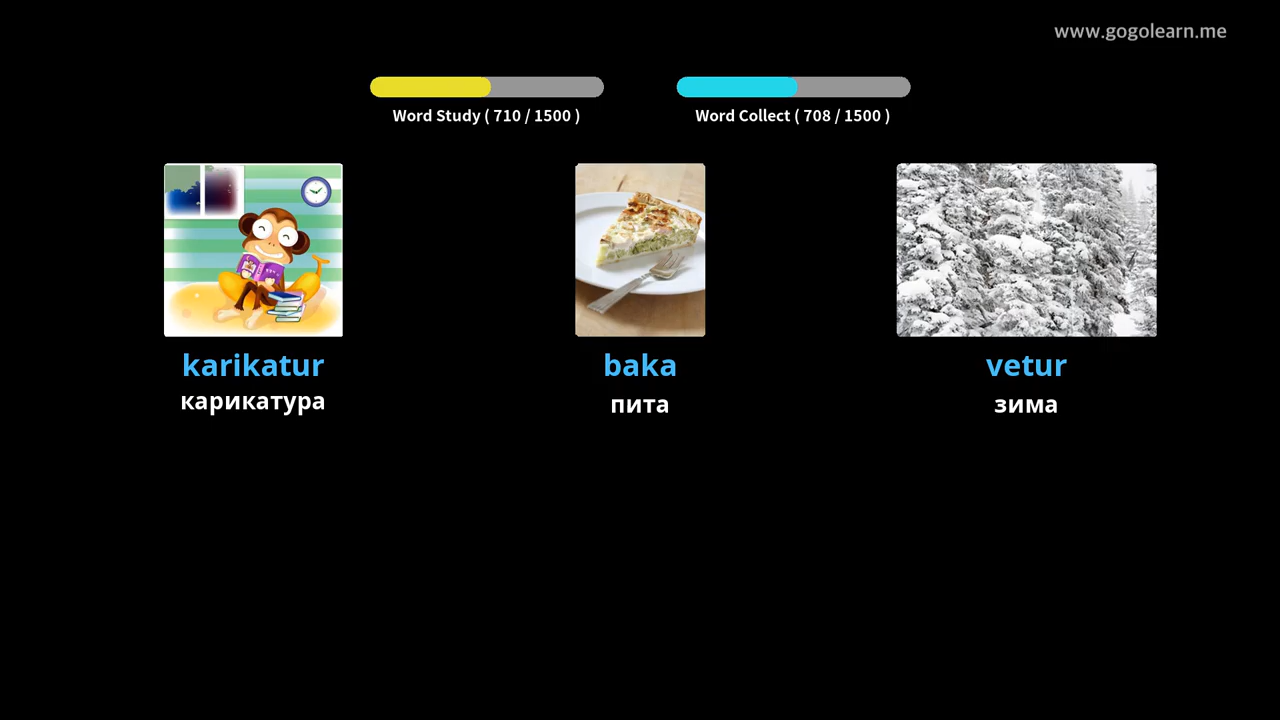 www.gogolearn.me
Word Study ( 710 / 1500 )
Word Collect ( 708 / 1500 )
karikatur
карикатура
baka
пита
vetur
зима